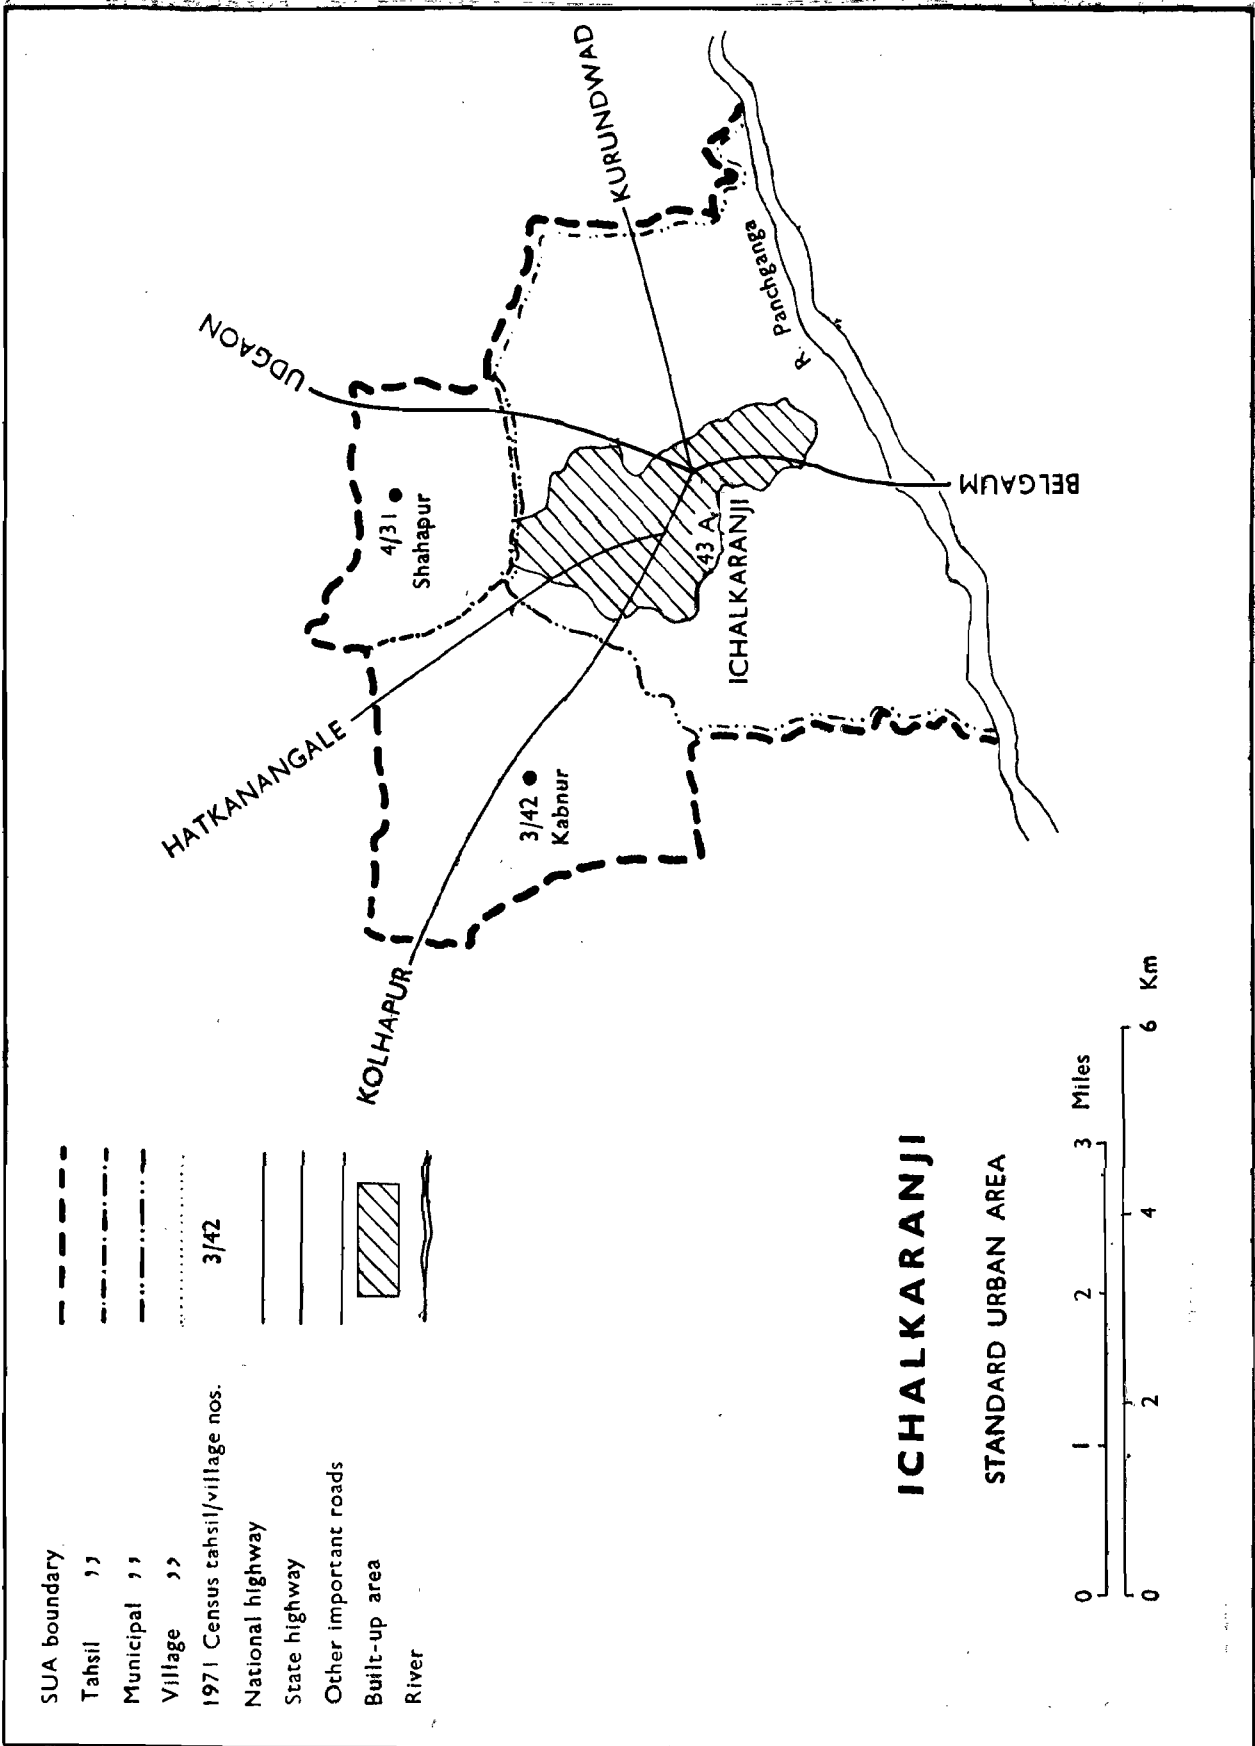 SUA boundary
Tahsil ,,
Municipal ,,
Village ,,
1971 Census tahsil/village nos. 3/42
National highway
State highway
Other important roads
Built-up area
River
KOLHAPUR
HATKANANGALE
UDGAON
KURUNDWAD
BELGAUM
4/31
Shahapur
3/42
Kabnur
43 A.
ICHALKARANJI
R. Panchganga
ICHALKARANJI
STANDARD URBAN AREA
0 1 2 3 Miles
0 2 4 6 Km